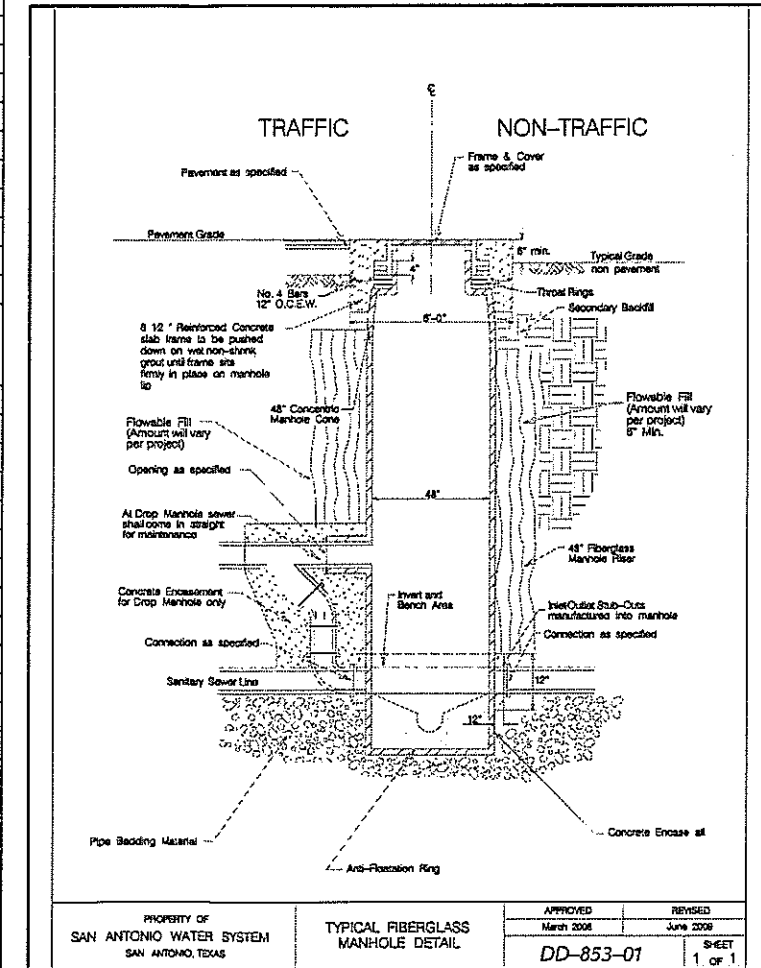 TRAFFIC
NON-TRAFFIC
Frame & Cover
as specified
Pavement as specified
Pavement Grade
6" min.
Typical Grade
non pavement
4"
No. 4 Bars
12" O.C.E.W.
Throat Rings
Secondary Backfill
6'-0"
8 1/2 " Reinforced Concrete
slab frame to be pushed
down on wet non-shrink
grout until frame sits
firmly in place on manhole
lip
48" Concentric
Manhole Cone
Flowable Fill
(Amount will vary
per project)
6" Min.
Flowable Fill
(Amount will vary
per project)
Opening as specified
48"
At Drop Manhole sewer
shall come in straight
for maintenance
48" Fiberglass
Manhole Riser
Concrete Encasement
for Drop Manhole only
Invert and
Bench Area
Inlet/Outlet Stub-Outs
manufactured into manhole
Connection as specified
Connection as specified
Sanitary Sewer Line
12"
12"
Concrete Encase all
Pipe Bedding Material
Anti-Floatation Ring
PROPERTY OF
SAN ANTONIO WATER SYSTEM
SAN ANTONIO, TEXAS
TYPICAL FIBERGLASS
MANHOLE DETAIL
APPROVED
March 2008
REVISED
June 2009
DD-853-01
SHEET
1 OF 1